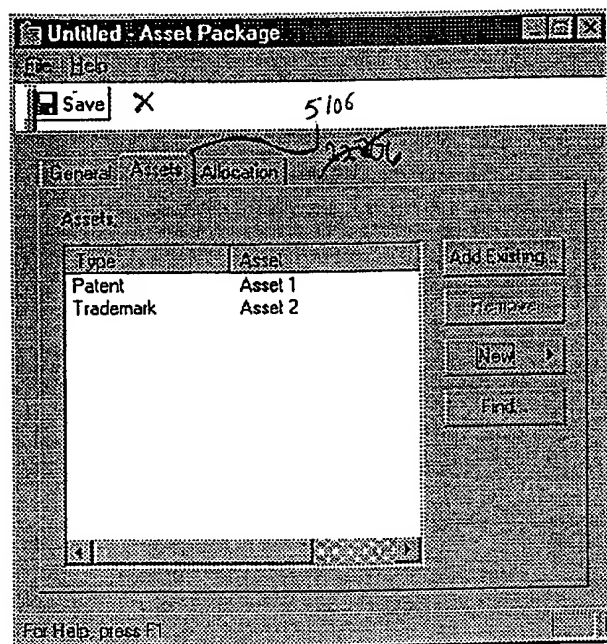 Untitled - Asset Package
File Help
Save
5106
General Assets Allocation
Assets:
Type Asset
Patent Asset 1
Trademark Asset 2
Add Existing...
Remove
New
Find...
For Help, press F1